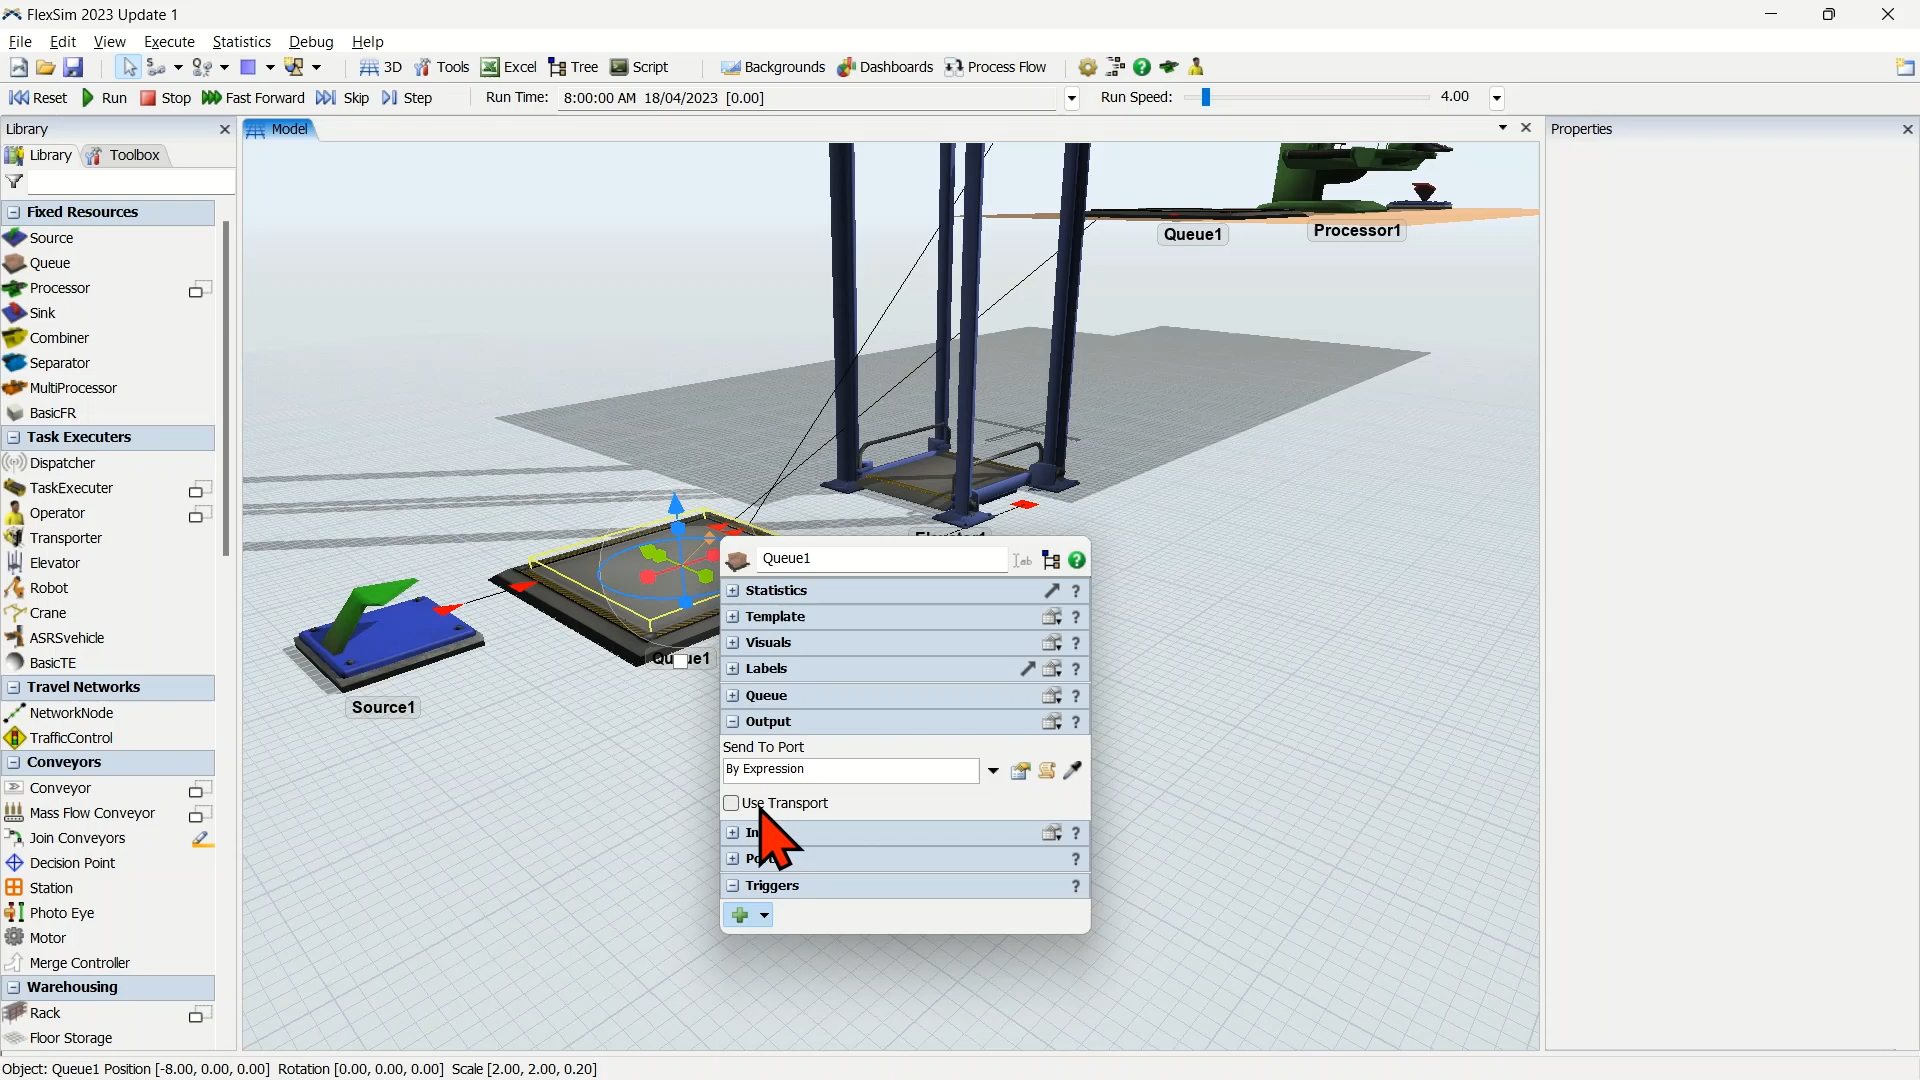 FlexSim 2023 Update 1
File Edit View Execute Statistics Debug Help
3D Tools Excel Tree Script Backgrounds Dashboards Process Flow
Reset Run Stop Fast Forward Skip Step Run Time: 8:00:00 AM 18/04/2023 [0.00] Run Speed: 4.00
Library
Model
Properties
Library Toolbox
Fixed Resources
Source
Queue
Processor
Sink
Combiner
Separator
MultiProcessor
BasicFR
Task Executers
Dispatcher
TaskExecuter
Operator
Transporter
Elevator
Robot
Crane
ASRSvehicle
BasicTE
Travel Networks
NetworkNode
TrafficControl
Conveyors
Conveyor
Mass Flow Conveyor
Join Conveyors
Decision Point
Station
Photo Eye
Motor
Merge Controller
Warehousing
Rack
Floor Storage
Queue1
Processor1
Source1
Queue1
Statistics
Template
Visuals
Labels
Queue
Output
Send To Port
By Expression
Use Transport
Triggers
Object: Queue1 Position [-8.00, 0.00, 0.00] Rotation [0.00, 0.00, 0.00] Scale [2.00, 2.00, 0.20]